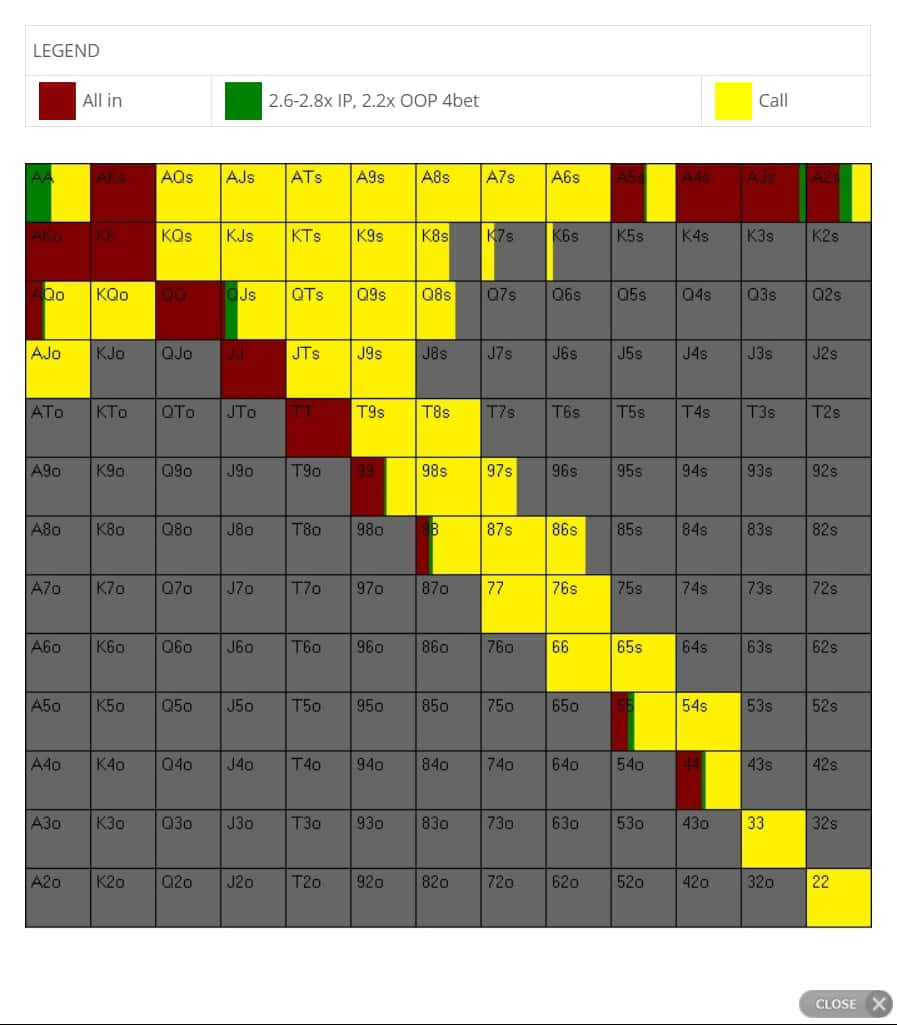 LEGEND
All in 2.6-2.8x IP, 2.2x OOP 4bet Call
AA AKs AQs AJs ATs A9s A8s A7s A6s A5s A4s A3s A2s
AKo KK KQs KJs KTs K9s K8s K7s K6s K5s K4s K3s K2s
AQo KQo QQ QJs QTs Q9s Q8s Q7s Q6s Q5s Q4s Q3s Q2s
AJo KJo QJo JJ JTs J9s J8s J7s J6s J5s J4s J3s J2s
ATo KTo QTo JTo TT T9s T8s T7s T6s T5s T4s T3s T2s
A9o K9o Q9o J9o T9o 99 98s 97s 96s 95s 94s 93s 92s
A8o K8o Q8o J8o T8o 98o 88 87s 86s 85s 84s 83s 82s
A7o K7o Q7o J7o T7o 97o 87o 77 76s 75s 74s 73s 72s
A6o K6o Q6o J6o T6o 96o 86o 76o 66 65s 64s 63s 62s
A5o K5o Q5o J5o T5o 95o 85o 75o 65o 55 54s 53s 52s
A4o K4o Q4o J4o T4o 94o 84o 74o 64o 54o 44 43s 42s
A3o K3o Q3o J3o T3o 93o 83o 73o 63o 53o 43o 33 32s
A2o K2o Q2o J2o T2o 92o 82o 72o 62o 52o 42o 32o 22
CLOSE